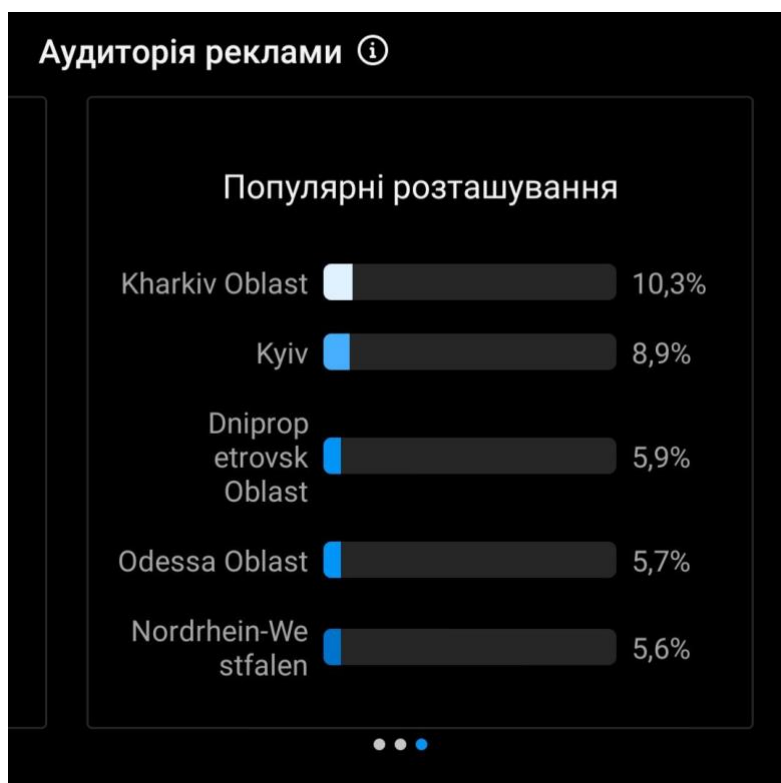 Аудиторія реклами
Популярні розташування
Kharkiv Oblast 10,3%
Kyiv 8,9%
Dniprop
etrovsk 5,9%
Oblast
Odessa Oblast 5,7%
Nordrhein-We
stfalen 5,6%